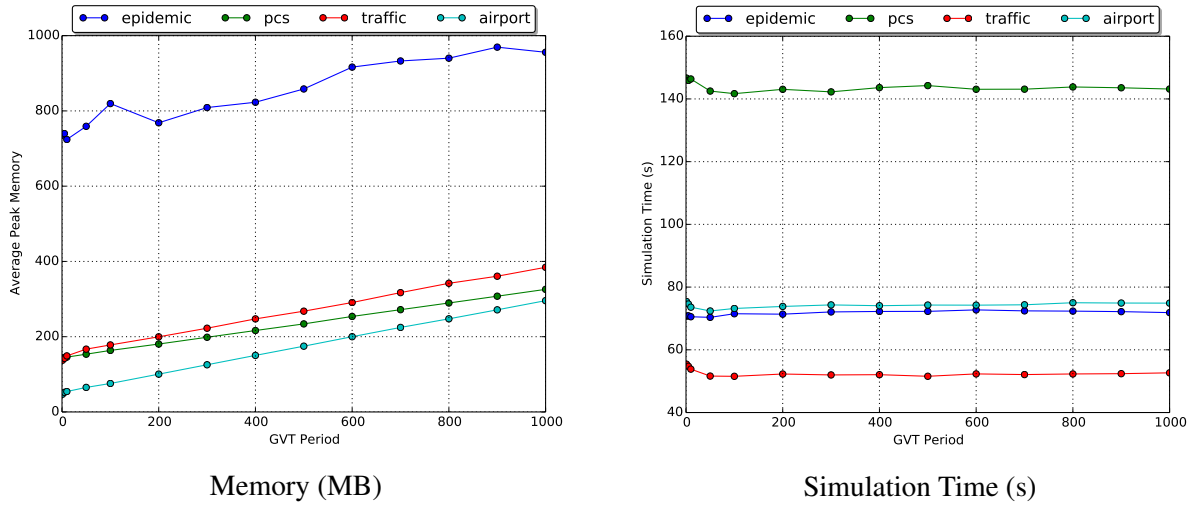 epidemic pcs traffic airport
1000
800
600
400
200
0
Average Peak Memory
0 200 400 600 800 1000
GVT Period
Memory (MB)
epidemic pcs traffic airport
160
140
120
100
80
60
40
Simulation Time (s)
0 200 400 600 800 1000
GVT Period
Simulation Time (s)